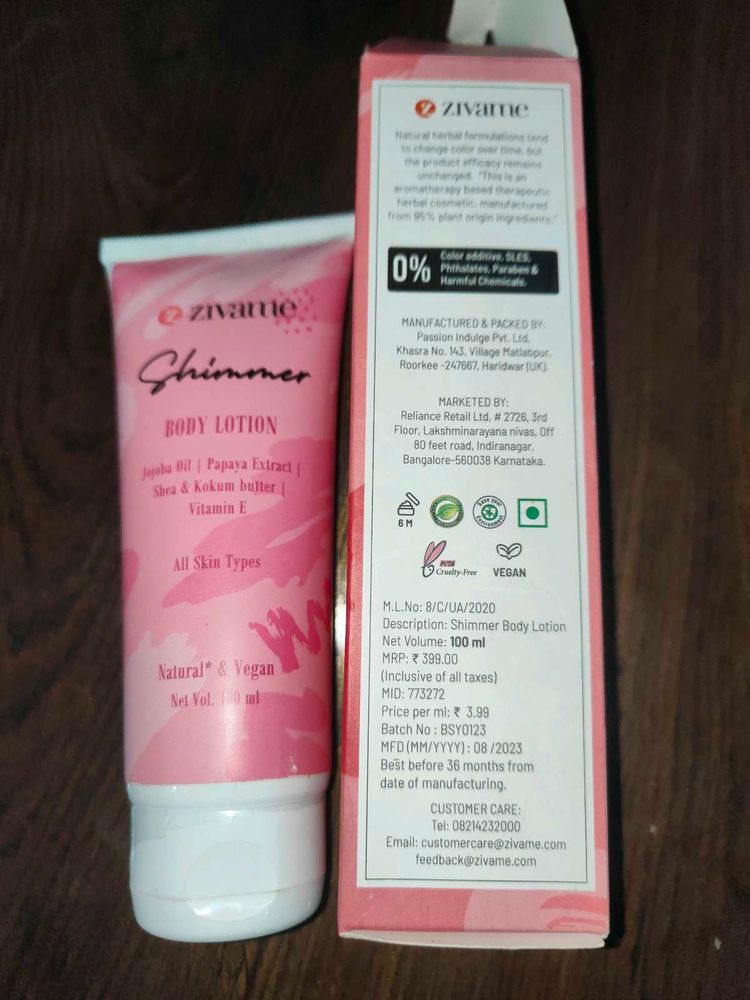 zivame
Shimmer
BODY LOTION
Jojoba Oil | Papaya Extract |
Shea & Kokum butter |
Vitamin E
All Skin Types
Natural* & Vegan
Net Vol. 100 ml
zivame
Natural herbal formulations tend
to change color over time, but
the product efficacy remains
unchanged. "This is an
aromatherapy based therapeutic
herbal cosmetic, manufactured
from 95% plant origin ingredients."
0%
Color additive, SLES,
Phthalates, Paraben &
Harmful Chemicals.
MANUFACTURED & PACKED BY:
Passion Indulge Pvt. Ltd.
Khasra No. 143, Village Matlabpur,
Roorkee -247667, Haridwar (UK).
MARKETED BY:
Reliance Retail Ltd, # 2726, 3rd
Floor, Lakshminarayana nivas, Off
80 feet road, Indiranagar,
Bangalore-560038 Karnataka.
6 M
Save your
Environment
PETA
Cruelty-Free
VEGAN
M.L.No: 8/C/UA/2020
Description: Shimmer Body Lotion
Net Volume: 100 ml
MRP: ₹ 399.00
(Inclusive of all taxes)
MID: 773272
Price per ml: ₹ 3.99
Batch No : BSY0123
MFD (MM/YYYY) : 08 /2023
Best before 36 months from
date of manufacturing.
CUSTOMER CARE:
Tel: 08214232000
Email: customercare@zivame.com
feedback@zivame.com